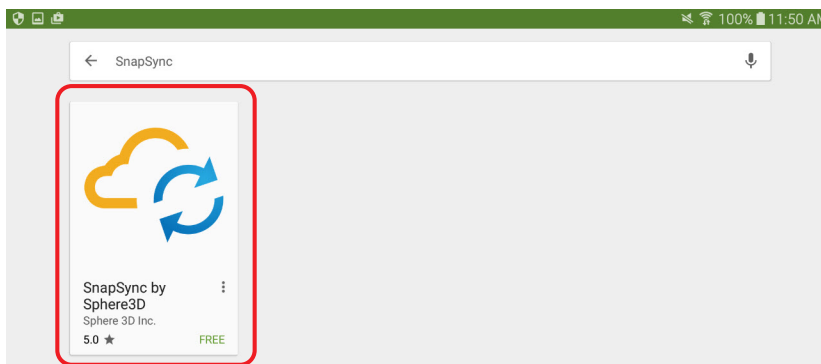 100% 11:50 AM
SnapSync
SnapSync by
Sphere3D
Sphere 3D Inc.
5.0 ★ FREE